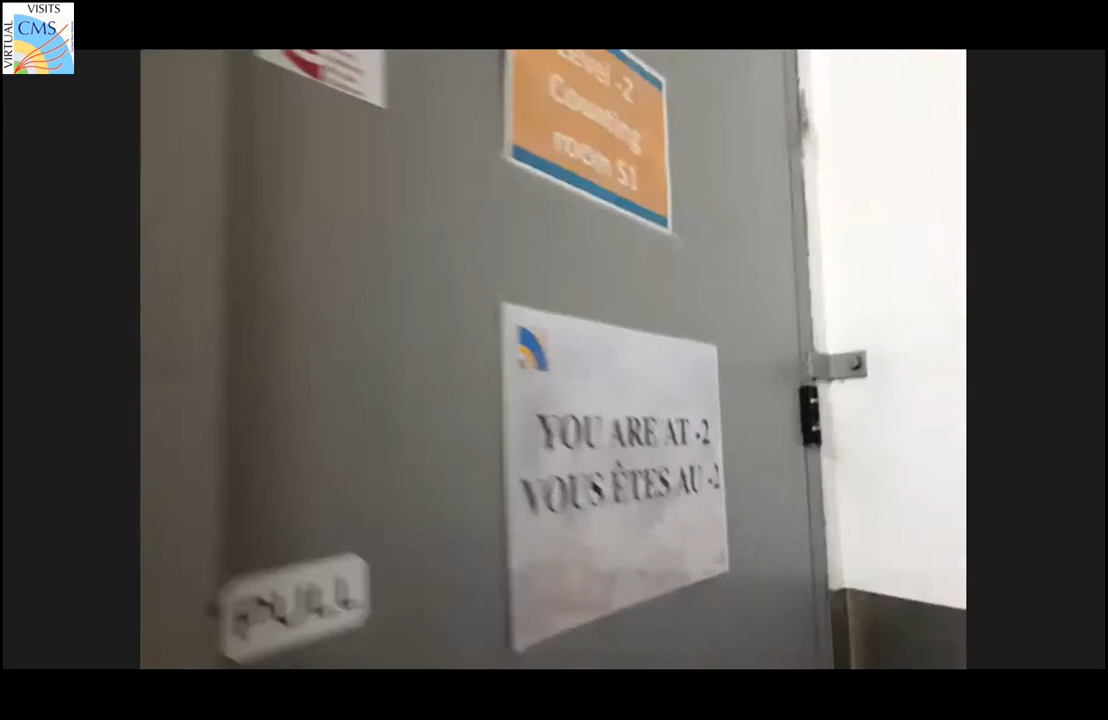 VISITS
VIRTUAL
CMS
Level -2
Counting
room S1
YOU ARE AT -2
VOUS ÊTES AU -2
PULL